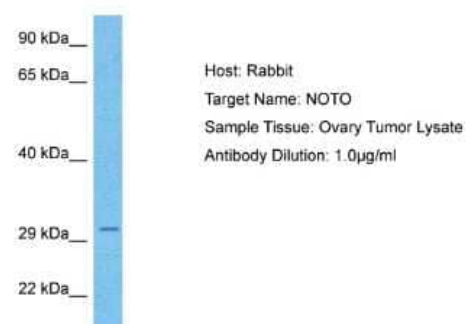 90 kDa__
65 kDa__
40 kDa__
29 kDa__
22 kDa__
Host: Rabbit
Target Name: NOTO
Sample Tissue: Ovary Tumor Lysate
Antibody Dilution: 1.0µg/ml